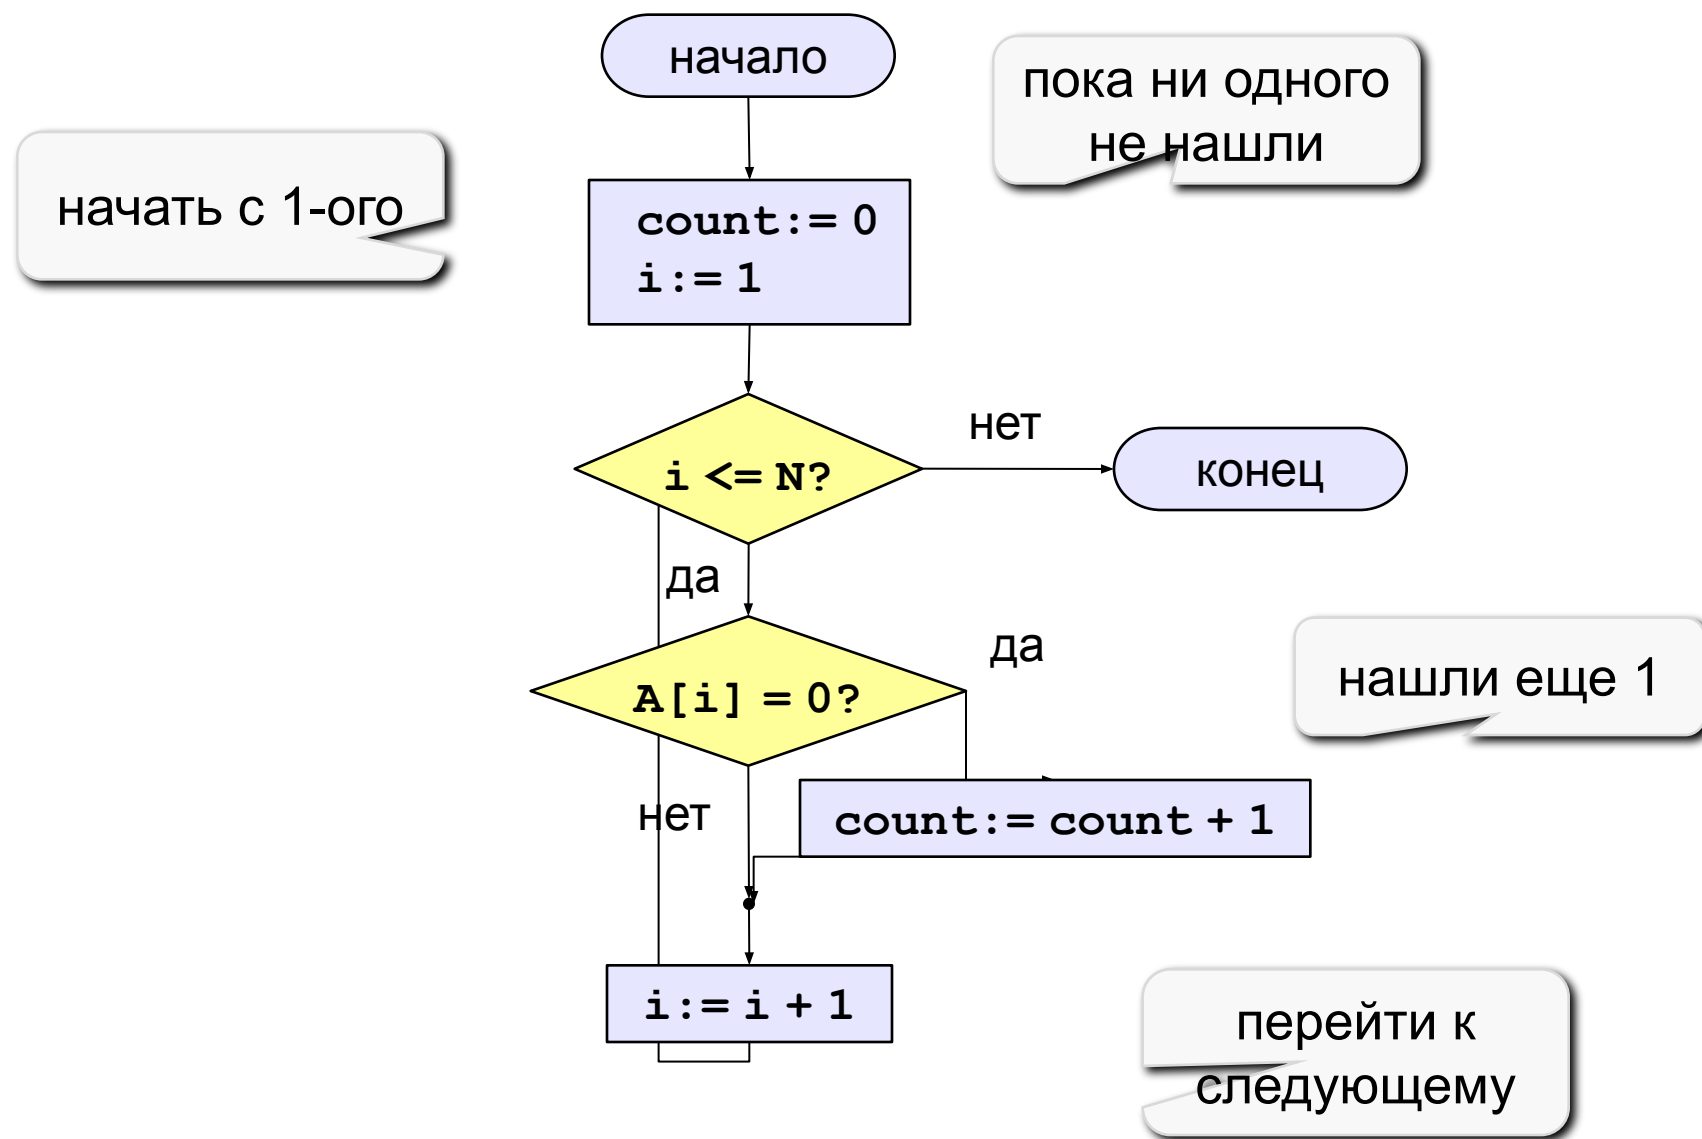 начало
пока ни одного
не нашли
начать с 1-ого
count:= 0
i:= 1
нет
i <= N?
конец
да
да
нашли еще 1
A[i] = 0?
нет
count:= count + 1
i:= i + 1
перейти к
следующему